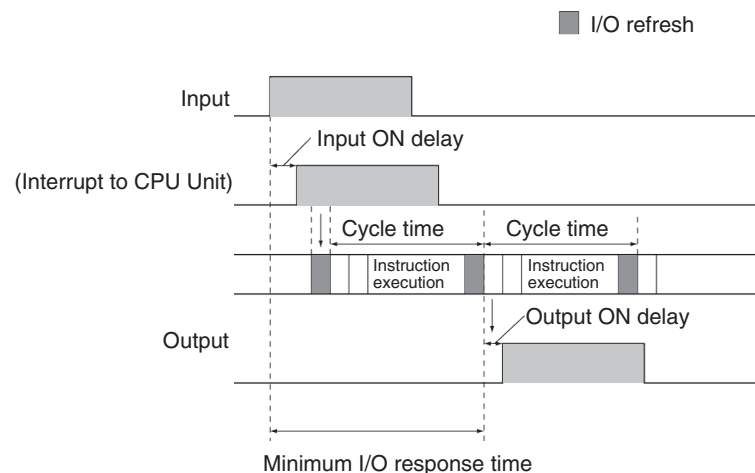 I/O refresh
Input
Input ON delay
(Interrupt to CPU Unit)
Cycle time
Cycle time
Instruction
execution
Instruction
execution
Output ON delay
Output
Minimum I/O response time